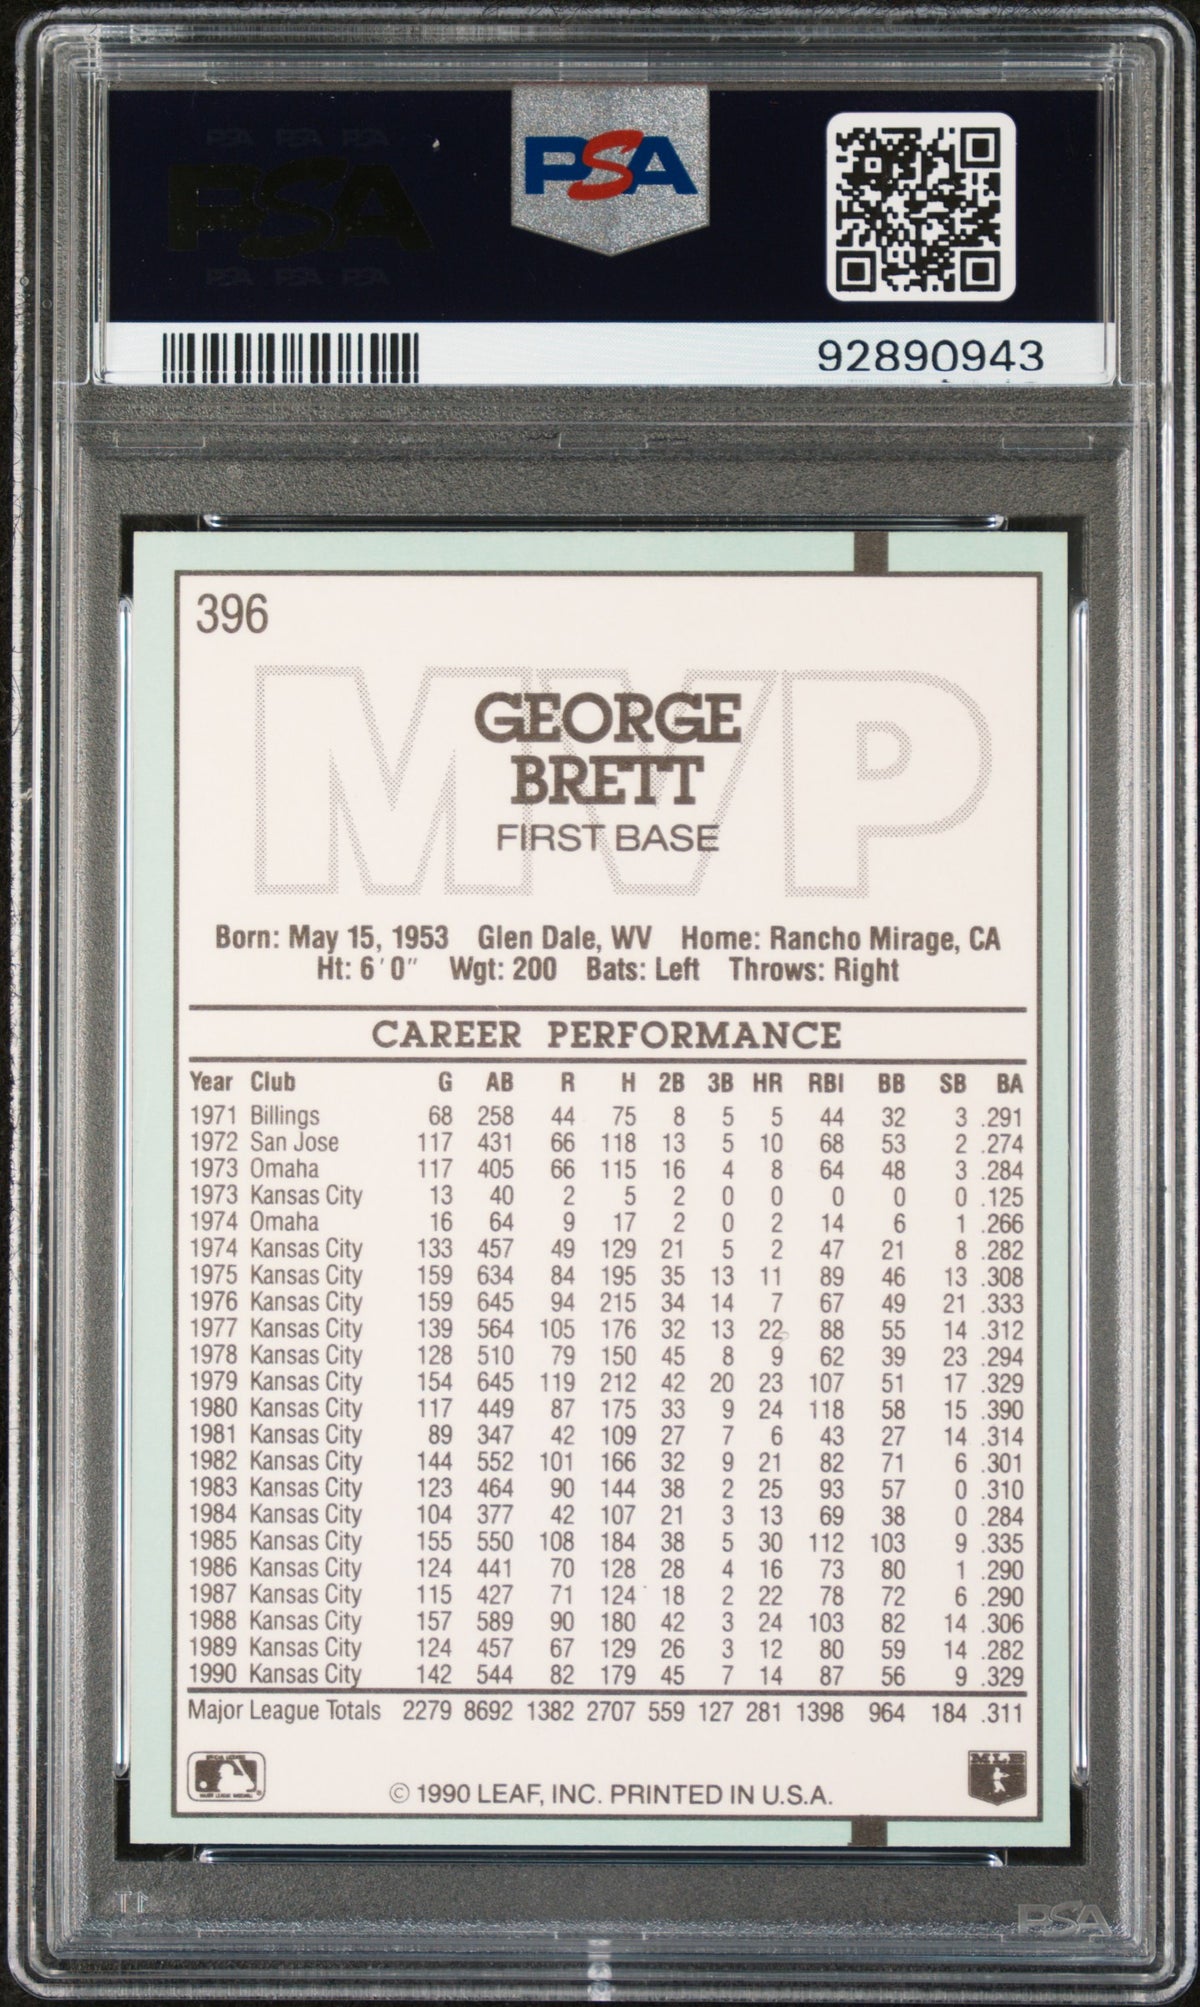 PSA PSA PSA
PSA
PSA PSA PSA
PSA
92890943
396
MVP
GEORGE
BRETT
FIRST BASE
Born: May 15, 1953 Glen Dale, WV Home: Rancho Mirage, CA
Ht: 6'0" Wgt: 200 Bats: Left Throws: Right
CAREER PERFORMANCE
Year Club G AB R H 2B 3B HR RBI BB SB BA
1971 Billings 68 258 44 75 8 5 5 44 32 3 .291
1972 San Jose 117 431 66 118 13 5 10 68 53 2 .274
1973 Omaha 117 405 66 115 16 4 8 64 48 3 .284
1973 Kansas City 13 40 2 5 2 0 0 0 0 0 .125
1974 Omaha 16 64 9 17 2 0 2 14 6 1 .266
1974 Kansas City 133 457 49 129 21 5 2 47 21 8 .282
1975 Kansas City 159 634 84 195 35 13 11 89 46 13 .308
1976 Kansas City 159 645 94 215 34 14 7 67 49 21 .333
1977 Kansas City 139 564 105 176 32 13 22 88 55 14 .312
1978 Kansas City 128 510 79 150 45 8 9 62 39 23 .294
1979 Kansas City 154 645 119 212 42 20 23 107 51 17 .329
1980 Kansas City 117 449 87 175 33 9 24 118 58 15 .390
1981 Kansas City 89 347 42 109 27 7 6 43 27 14 .314
1982 Kansas City 144 552 101 166 32 9 21 82 71 6 .301
1983 Kansas City 123 464 90 144 38 2 25 93 57 0 .310
1984 Kansas City 104 377 42 107 21 3 13 69 38 0 .284
1985 Kansas City 155 550 108 184 38 5 30 112 103 9 .335
1986 Kansas City 124 441 70 128 28 4 16 73 80 1 .290
1987 Kansas City 115 427 71 124 18 2 22 78 72 6 .290
1988 Kansas City 157 589 90 180 42 3 24 103 82 14 .306
1989 Kansas City 124 457 67 129 26 3 12 80 59 14 .282
1990 Kansas City 142 544 82 179 45 7 14 87 56 9 .329
Major League Totals 2279 8692 1382 2707 559 127 281 1398 964 184 .311
MLB
© 1990 LEAF, INC. PRINTED IN U.S.A.
PSA